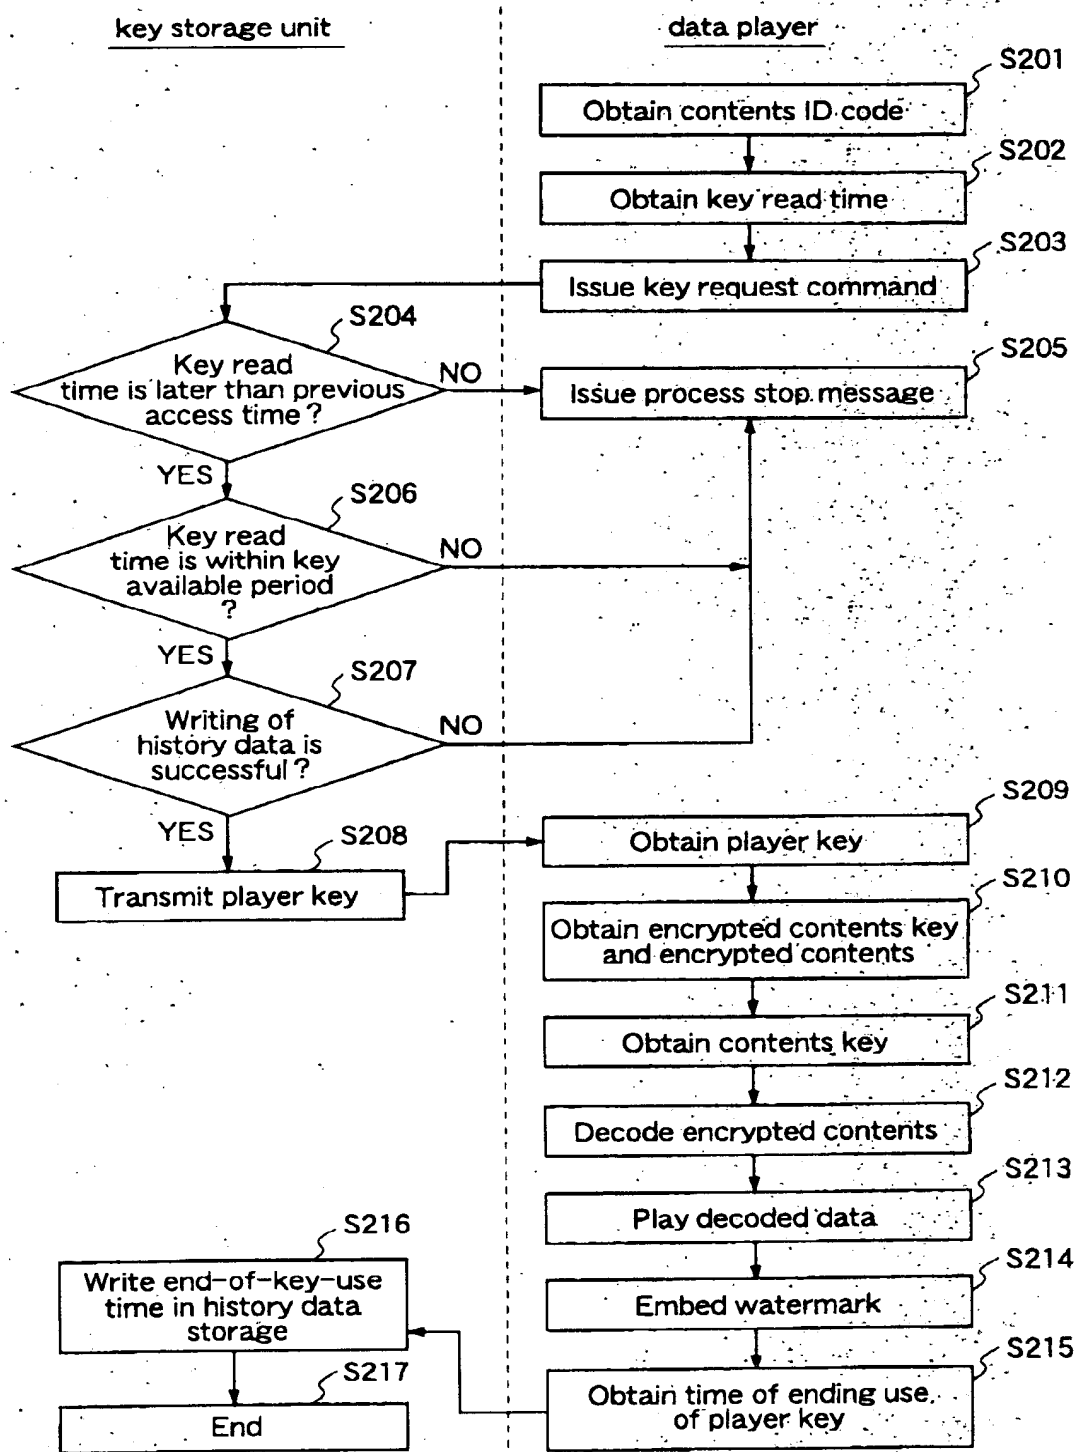 key storage unit
data player
S201
Obtain contents ID code
S202
Obtain key read time
S203
Issue key request command
S204
Key read
time is later than previous
access time ?
NO
S205
Issue process stop message
YES
S206
Key read
time is within key
available period
?
NO
YES
S207
Writing of
history data is
successful ?
NO
YES
S208
Transmit player key
S209
Obtain player key
S210
Obtain encrypted contents key
and encrypted contents
S211
Obtain contents key
S212
Decode encrypted contents
S213
Play decoded data
S214
Embed watermark
S215
Obtain time of ending use
of player key
S216
Write end-of-key-use
time in history data
storage
S217
End